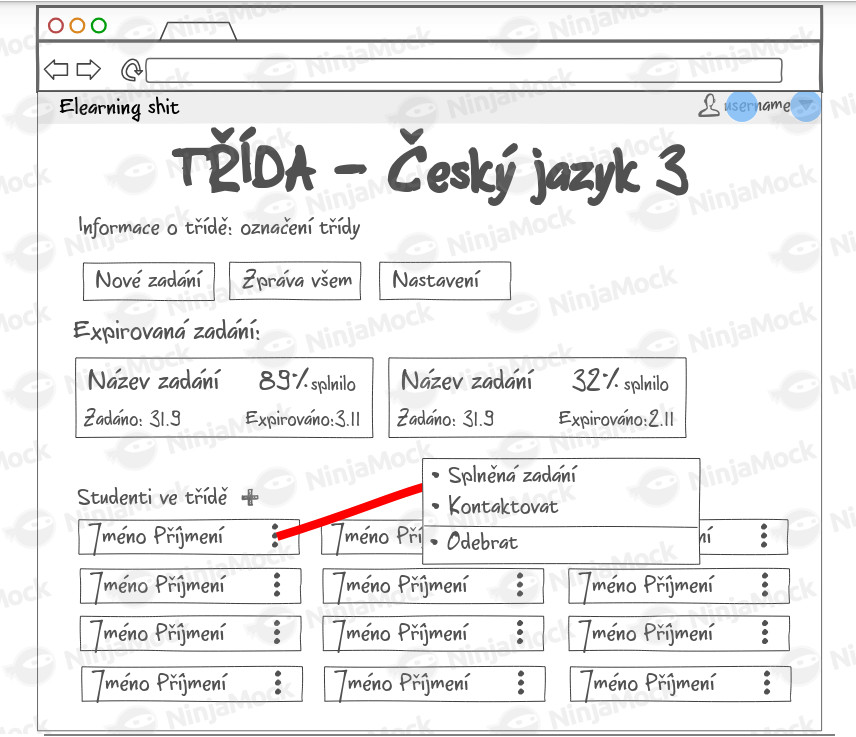 Elearning shit
username
TŘÍDA - Český jazyk 3
Informace o třídě: označení třídy
Nové zadání
Zpráva všem
Nastavení
Expirovaná zadání:
Název zadání 89% splnilo
Zadáno: 31.9 Expirováno:3.11
Název zadání 32% splnilo
Zadáno: 31.9 Expirováno:2.11
Studenti ve třídě +
• Splněná zadání
• Kontaktovat
• Odebrat
Jméno Příjmení
Jméno Pří
ní
Jméno Příjmení
Jméno Příjmení
Jméno Příjmení
Jméno Příjmení
Jméno Příjmení
Jméno Příjmení
Jméno Příjmení
Jméno Příjmení
Jméno Příjmení
NinjaMock